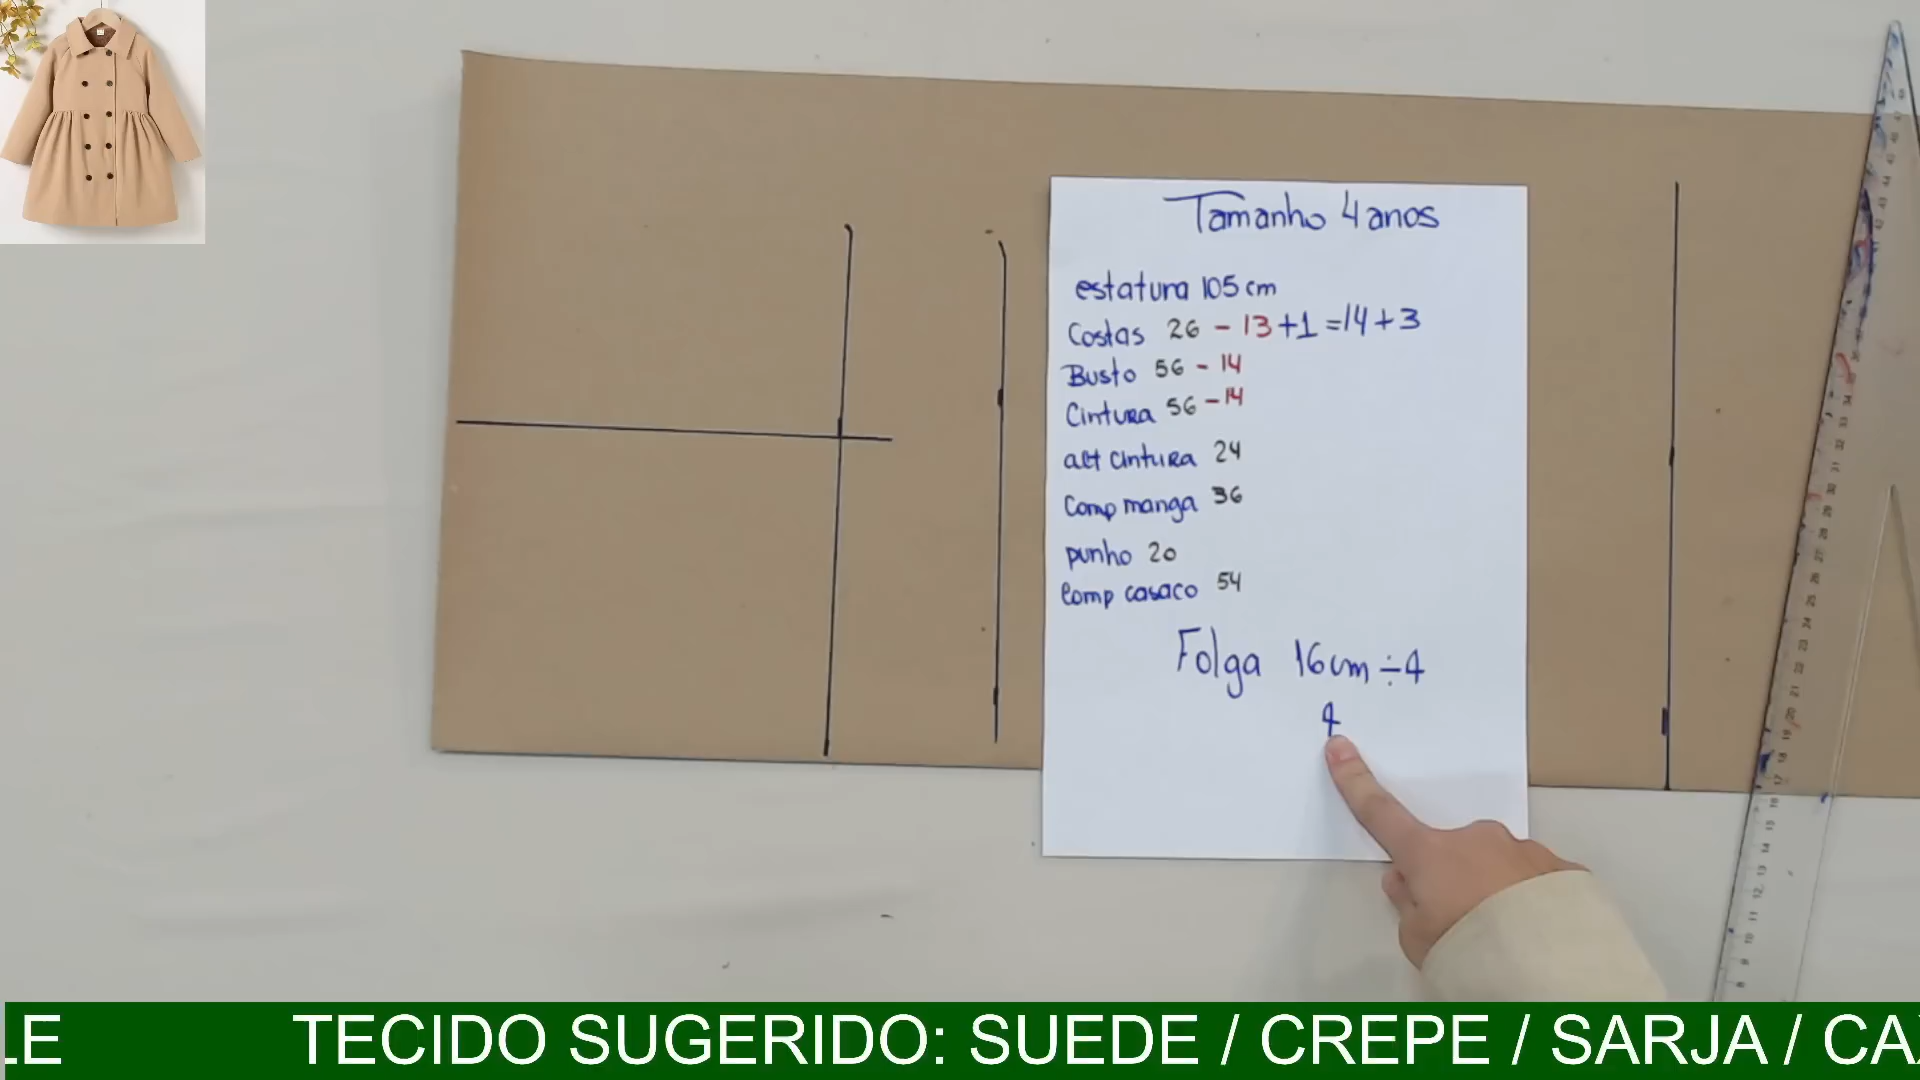 Tamanho 4 anos
estatura 105 cm
Costas 26 - 13 +1 =14+3
Busto 56 - 14
Cintura 56 - 14
alt cintura 24
Comp manga 36
punho 20
Comp casaco 54
Folga 16cm ÷4
4
LE TECIDO SUGERIDO: SUEDE / CREPE / SARJA / CAX